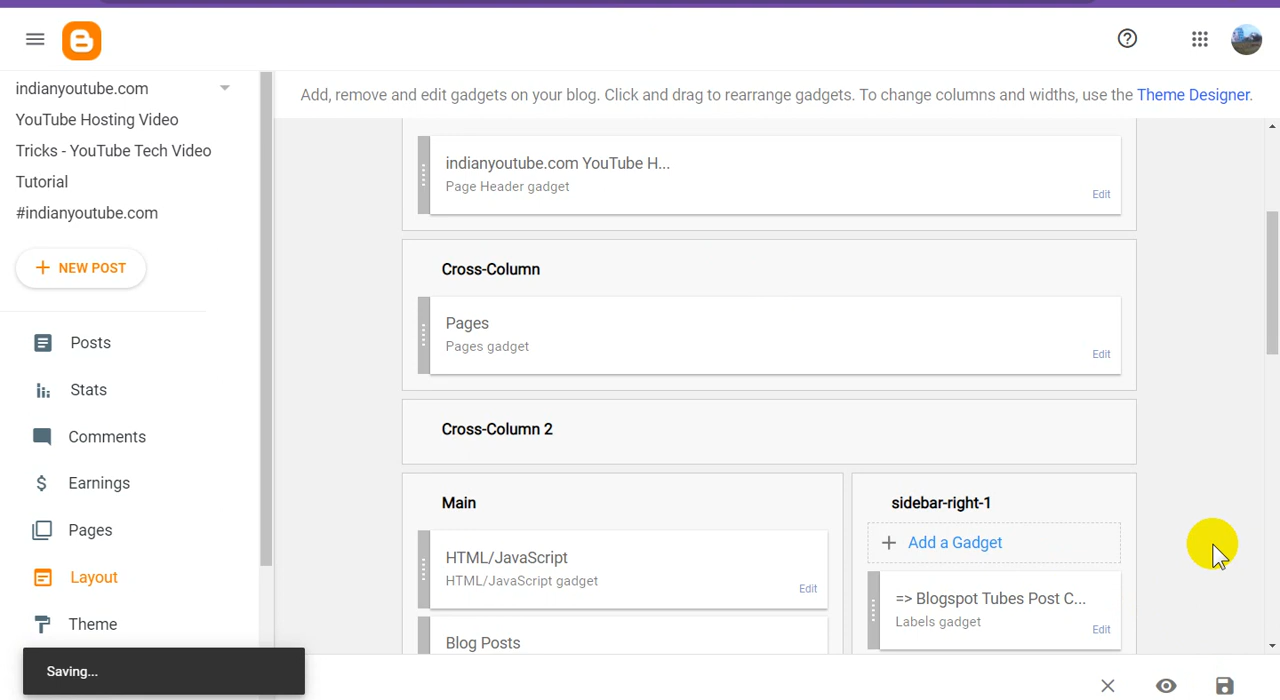 indianyoutube.com
YouTube Hosting Video
Tricks - YouTube Tech Video
Tutorial
#indianyoutube.com
NEW POST
Posts
Stats
Comments
Earnings
Pages
Layout
Theme
Saving...
Add, remove and edit gadgets on your blog. Click and drag to rearrange gadgets. To change columns and widths, use the Theme Designer.
indianyoutube.com YouTube H...
Page Header gadget
Edit
Cross-Column
Pages
Pages gadget
Edit
Cross-Column 2
Main
HTML/JavaScript
HTML/JavaScript gadget
Edit
Blog Posts
sidebar-right-1
Add a Gadget
=> Blogspot Tubes Post C...
Labels gadget
Edit